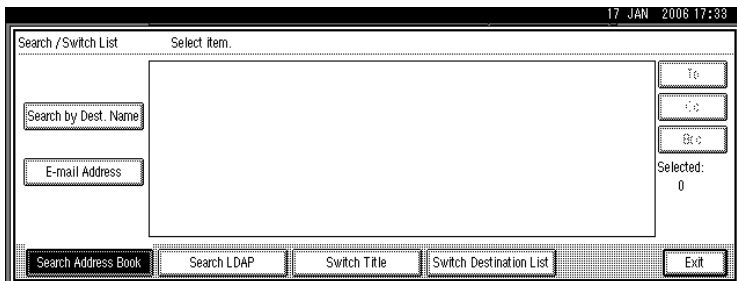 17 JAN 2006 17:33
Search / Switch List Select item.
To
Search by Dest. Name
Cc
Bcc
E-mail Address
Selected:
0
Search Address Book Search LDAP Switch Title Switch Destination List Exit